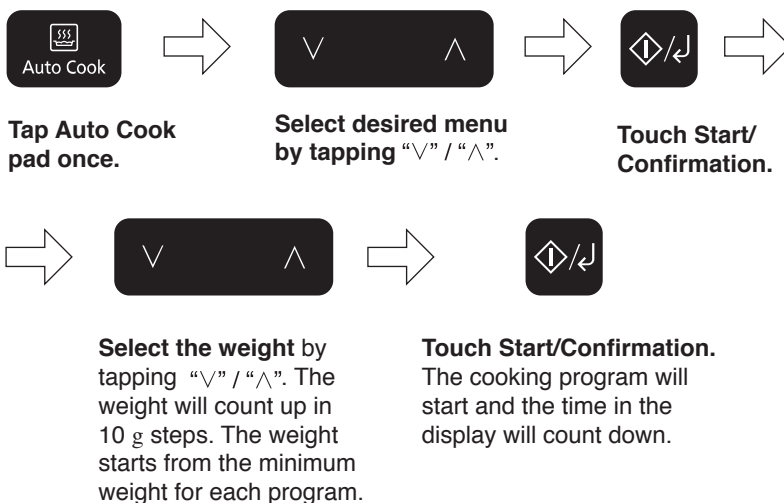 Auto Cook
Tap Auto Cook
pad once.
Select desired menu
by tapping “∨” / “∧”.
Touch Start/
Confirmation.
Select the weight by
tapping “∨” / “∧”. The
weight will count up in
10 g steps. The weight
starts from the minimum
weight for each program.
Touch Start/Confirmation.
The cooking program will
start and the time in the
display will count down.